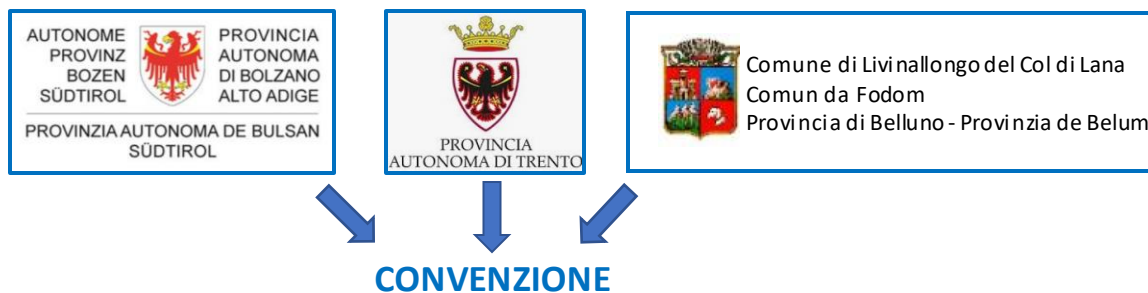 AUTONOME
PROVINZ
BOZEN
SÜDTIROL
PROVINCIA
AUTONOMA
DI BOLZANO
ALTO ADIGE
PROVINZIA AUTONOMA DE BULSAN
SÜDTIROL
PROVINCIA
AUTONOMA DI TRENTO
Comune di Livinallongo del Col di Lana
Comun da Fodom
Provincia di Belluno - Provinzia de Belum
CONVENZIONE